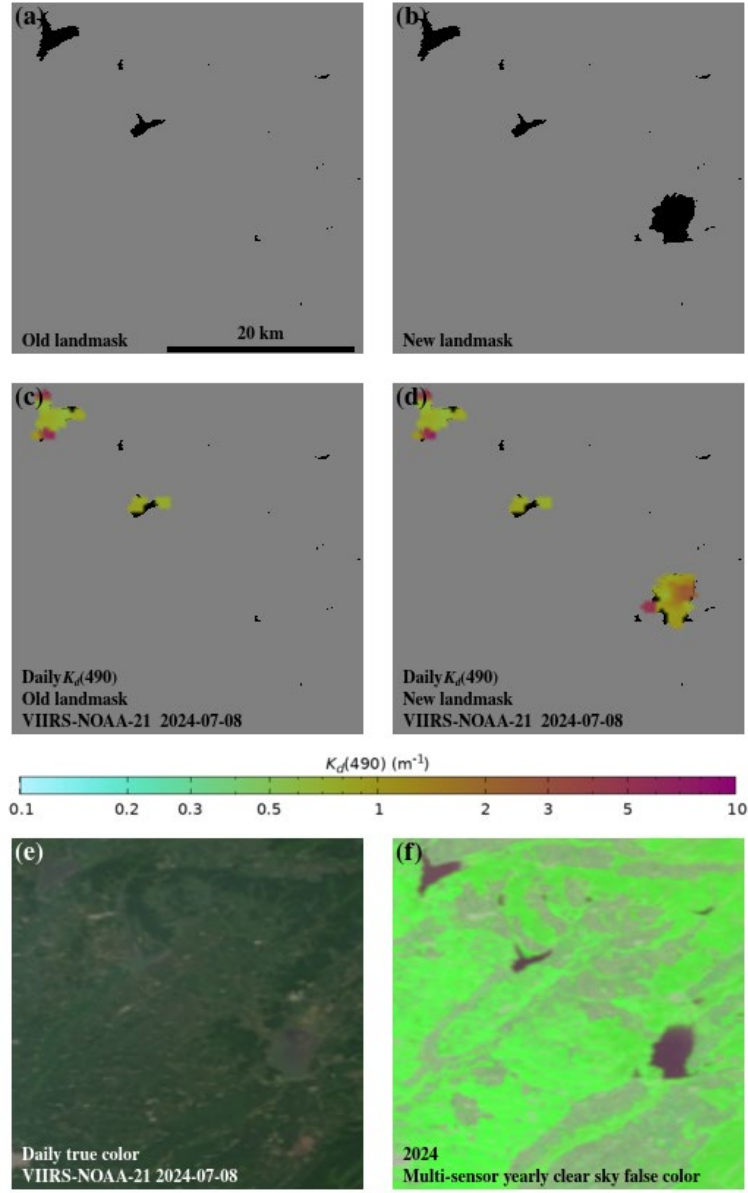 (a)
(b)
Old landmask
20 km
New landmask
(c)
(d)
Daily Kd(490)
Old landmask
VIIRS-NOAA-21 2024-07-08
Daily Kd(490)
New landmask
VIIRS-NOAA-21 2024-07-08
Kd(490) (m⁻¹)
0.1 0.2 0.3 0.5 1 2 3 5 10
(e)
(f)
Daily true color
VIIRS-NOAA-21 2024-07-08
2024
Multi-sensor yearly clear sky false color